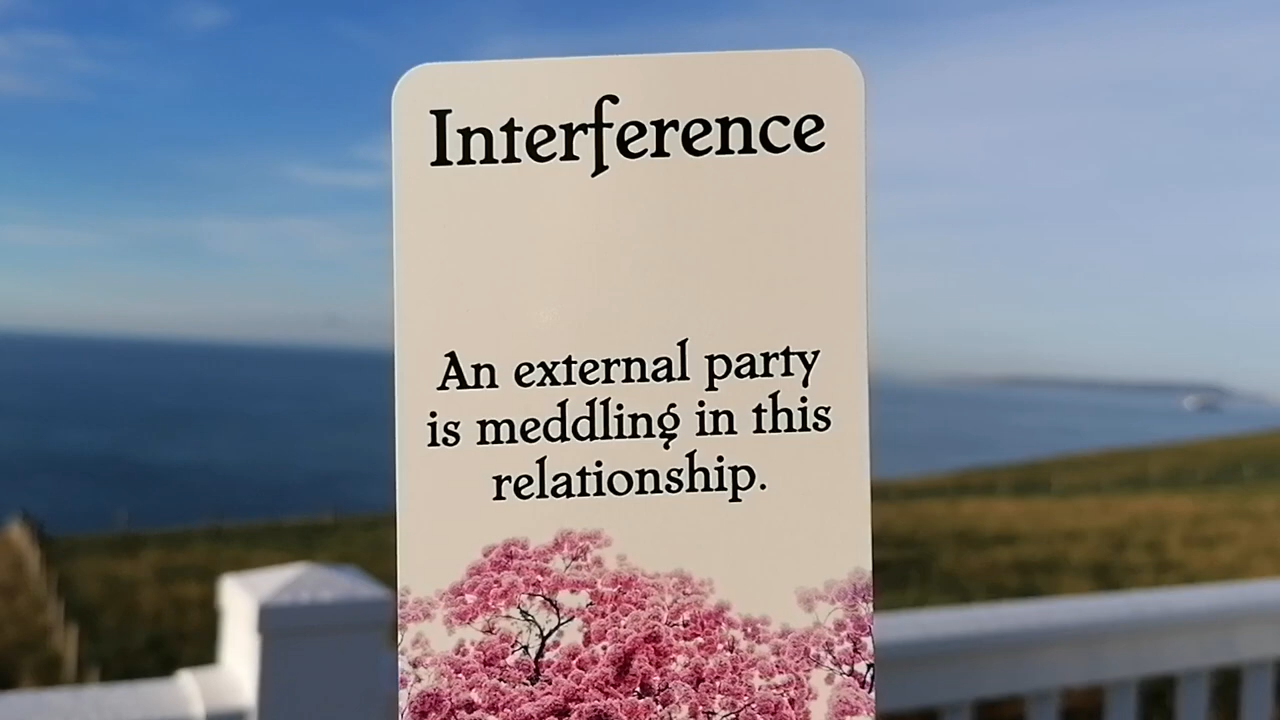 Interference
An external party
is meddling in this
relationship.